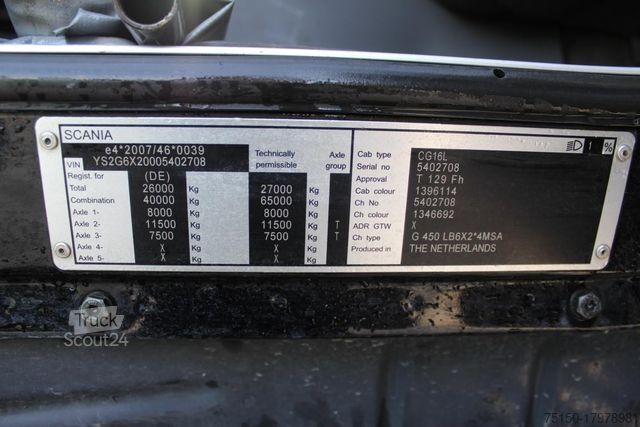 SCANIA
e4*2007/46*0039
VIN YS2G6X20005402708
Technically permissible Axle group
Regist. for (DE)
Total 26000 Kg 27000 Kg
Combination 40000 Kg 65000 Kg
Axle 1- 8000 Kg 8000 Kg
Axle 2- 11500 Kg 11500 Kg T
Axle 3- 7500 Kg 7500 Kg T
Axle 4- X Kg X Kg
Axle 5- X Kg X Kg
1 %
Cab type CG16L
Serial no 5402708
Approval T 129 Fh
Cab colour 1396114
Ch No 5402708
Ch colour 1346692
ADR GTW X
Ch type G 450 LB6X2*4MSA
Produced in THE NETHERLANDS
Truck
Scout24
75150-17978981